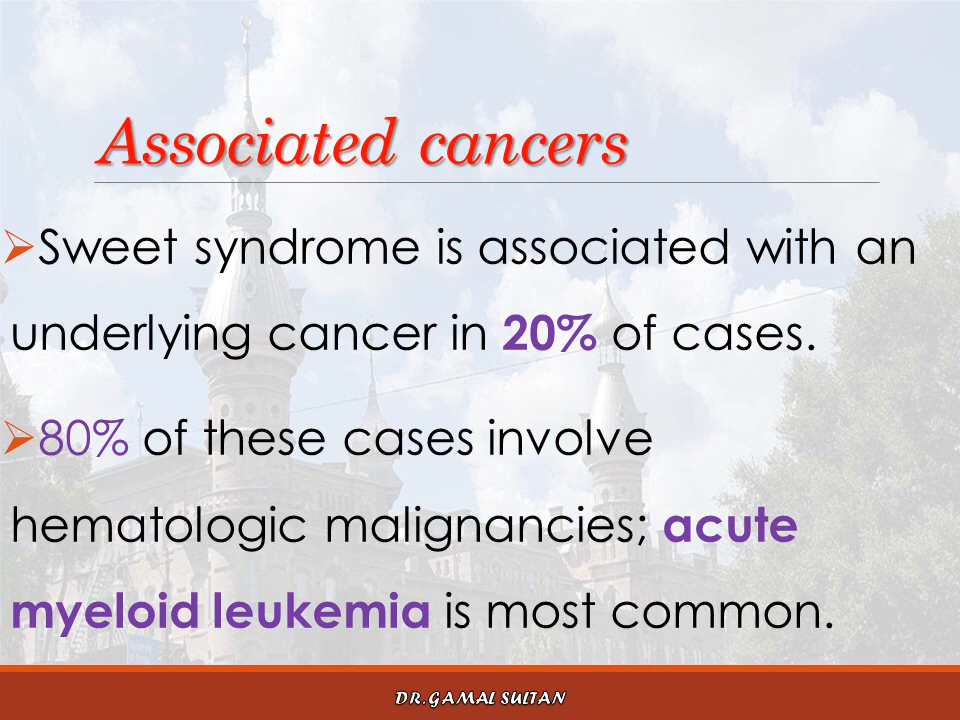 Associated cancers
➢Sweet syndrome is associated with an
underlying cancer in 20% of cases.
➢80% of these cases involve
hematologic malignancies; acute
myeloid leukemia is most common.
DR.GAMAL SULTAN